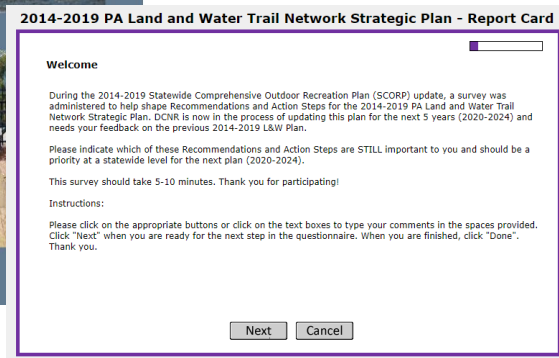 2014-2019 PA Land and Water Trail Network Strategic Plan - Report Card
Welcome
During the 2014-2019 Statewide Comprehensive Outdoor Recreation Plan (SCORP) update, a survey was
administered to help shape Recommendations and Action Steps for the 2014-2019 PA Land and Water Trail
Network Strategic Plan. DCNR is now in the process of updating this plan for the next 5 years (2020-2024) and
needs your feedback on the previous 2014-2019 L&W Plan.
Please indicate which of these Recommendations and Action Steps are STILL important to you and should be a
priority at a statewide level for the next plan (2020-2024).
This survey should take 5-10 minutes. Thank you for participating!
Instructions:
Please click on the appropriate buttons or click on the text boxes to type your comments in the spaces provided.
Click "Next" when you are ready for the next step in the questionnaire. When you are finished, click "Done".
Thank you.
Next Cancel